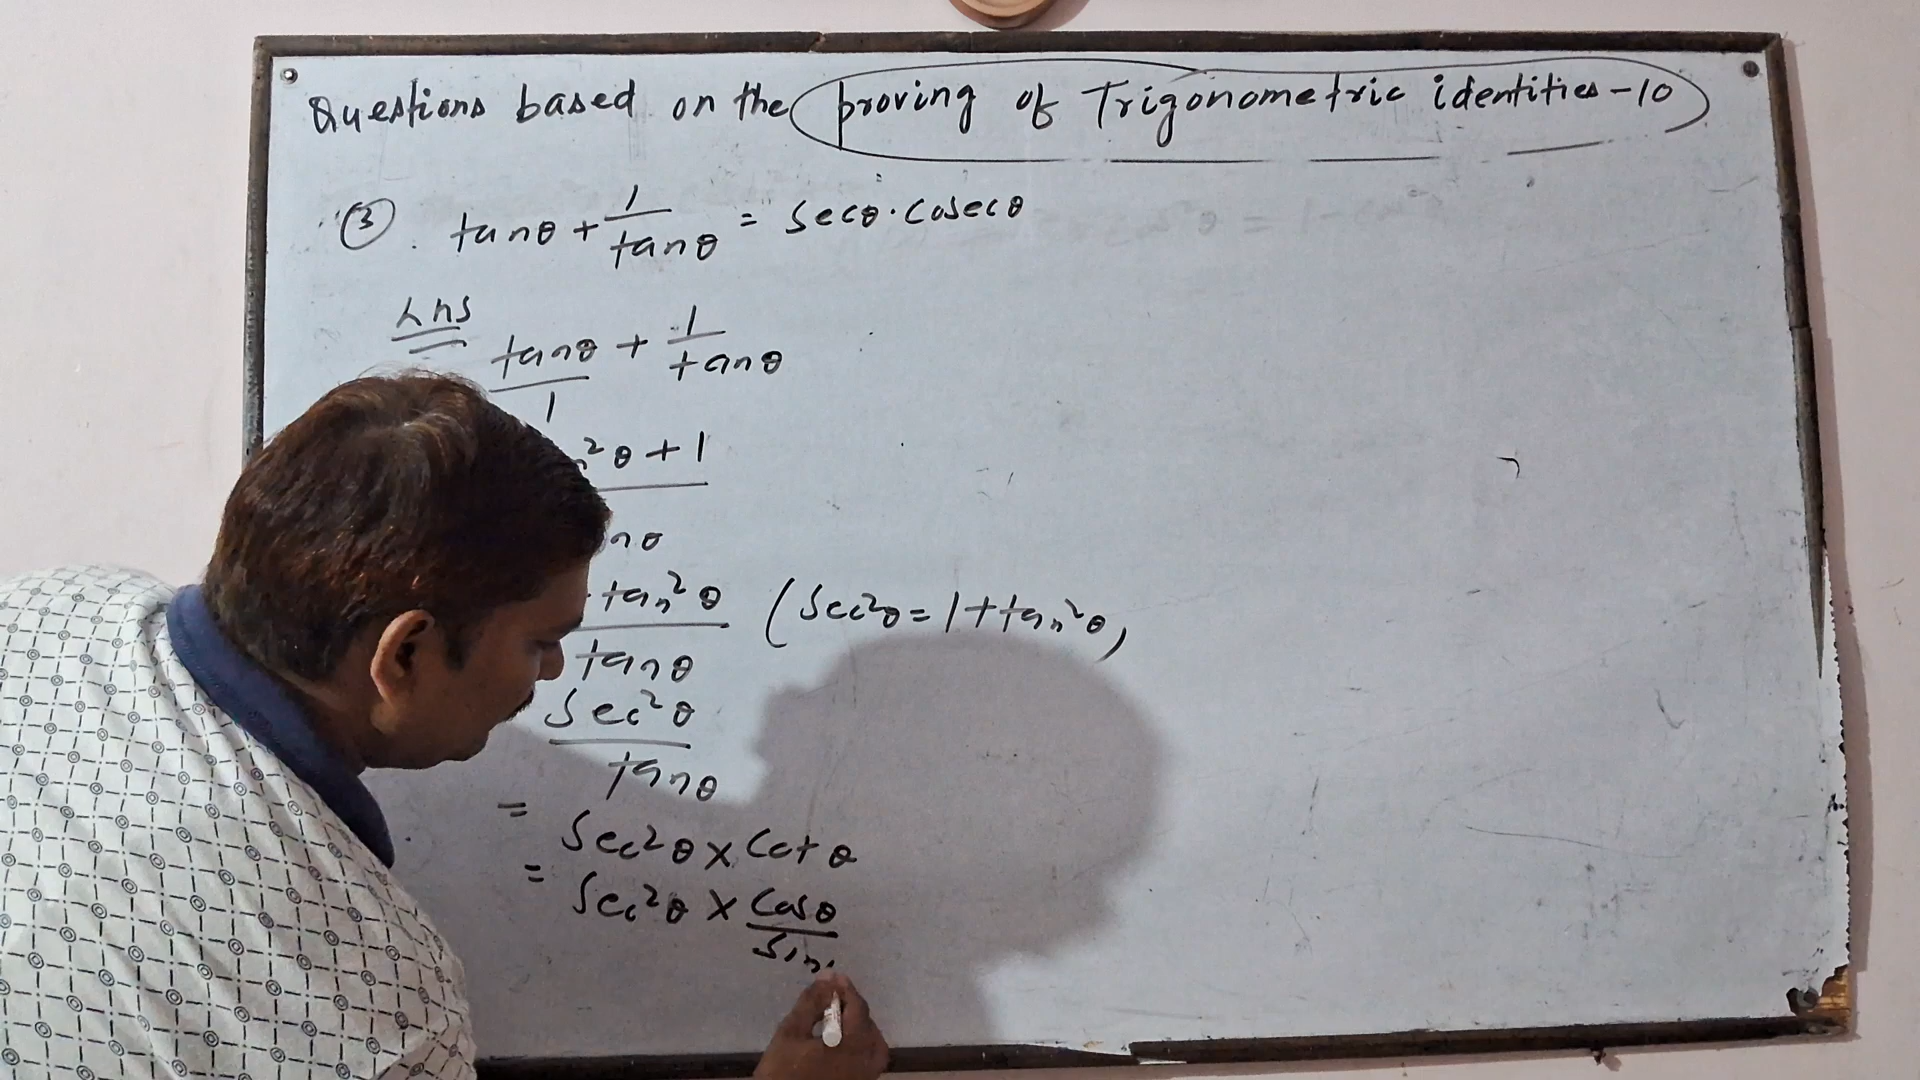 Questions based on the proving of Trigonometric identities-10
③ tanθ + 1/tanθ = secθ·cosecθ
LHS
tanθ/1 + 1/tanθ
²θ + 1
nθ
tan²θ (Sec²θ = 1 + tan²θ)
tanθ
Sec²θ
tanθ
= Sec²θ × Cotθ
= Sec²θ × Cosθ/Sin